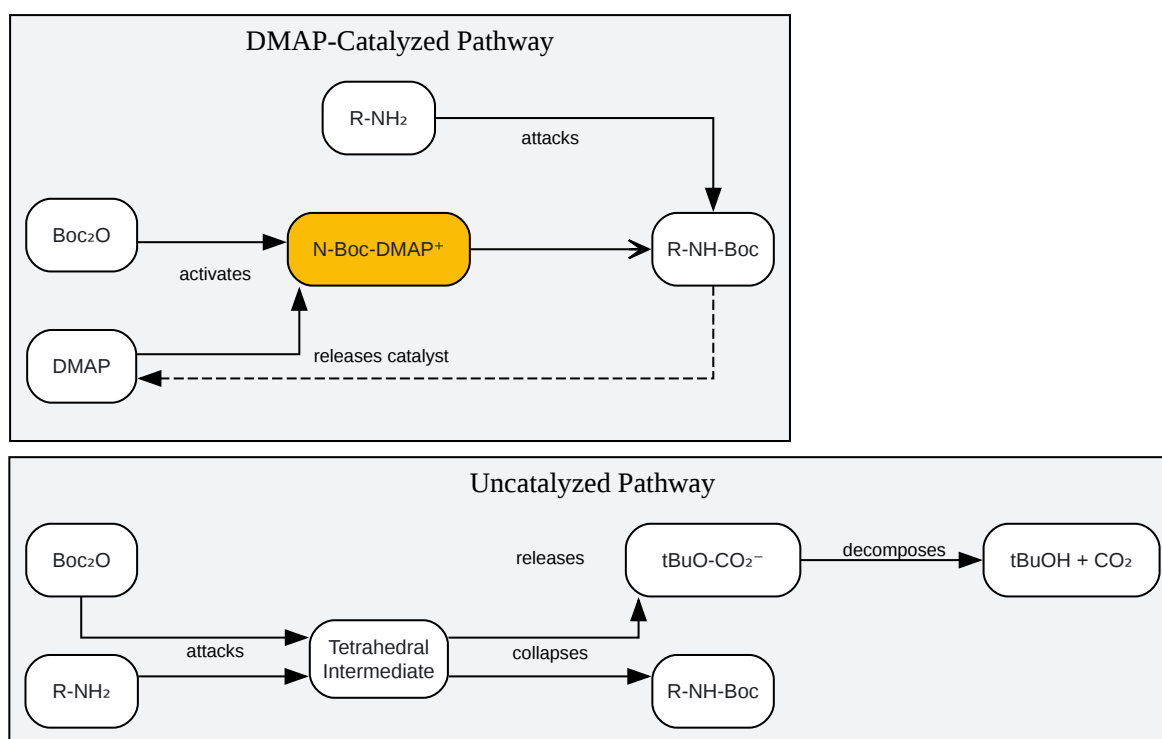 DMAP-Catalyzed Pathway
R-NH₂
attacks
Boc₂O
activates
N-Boc-DMAP⁺
R-NH-Boc
DMAP
releases catalyst
Uncatalyzed Pathway
Boc₂O
releases
tBuO-CO₂⁻
decomposes
tBuOH + CO₂
attacks
Tetrahedral
Intermediate
collapses
R-NH₂
R-NH-Boc